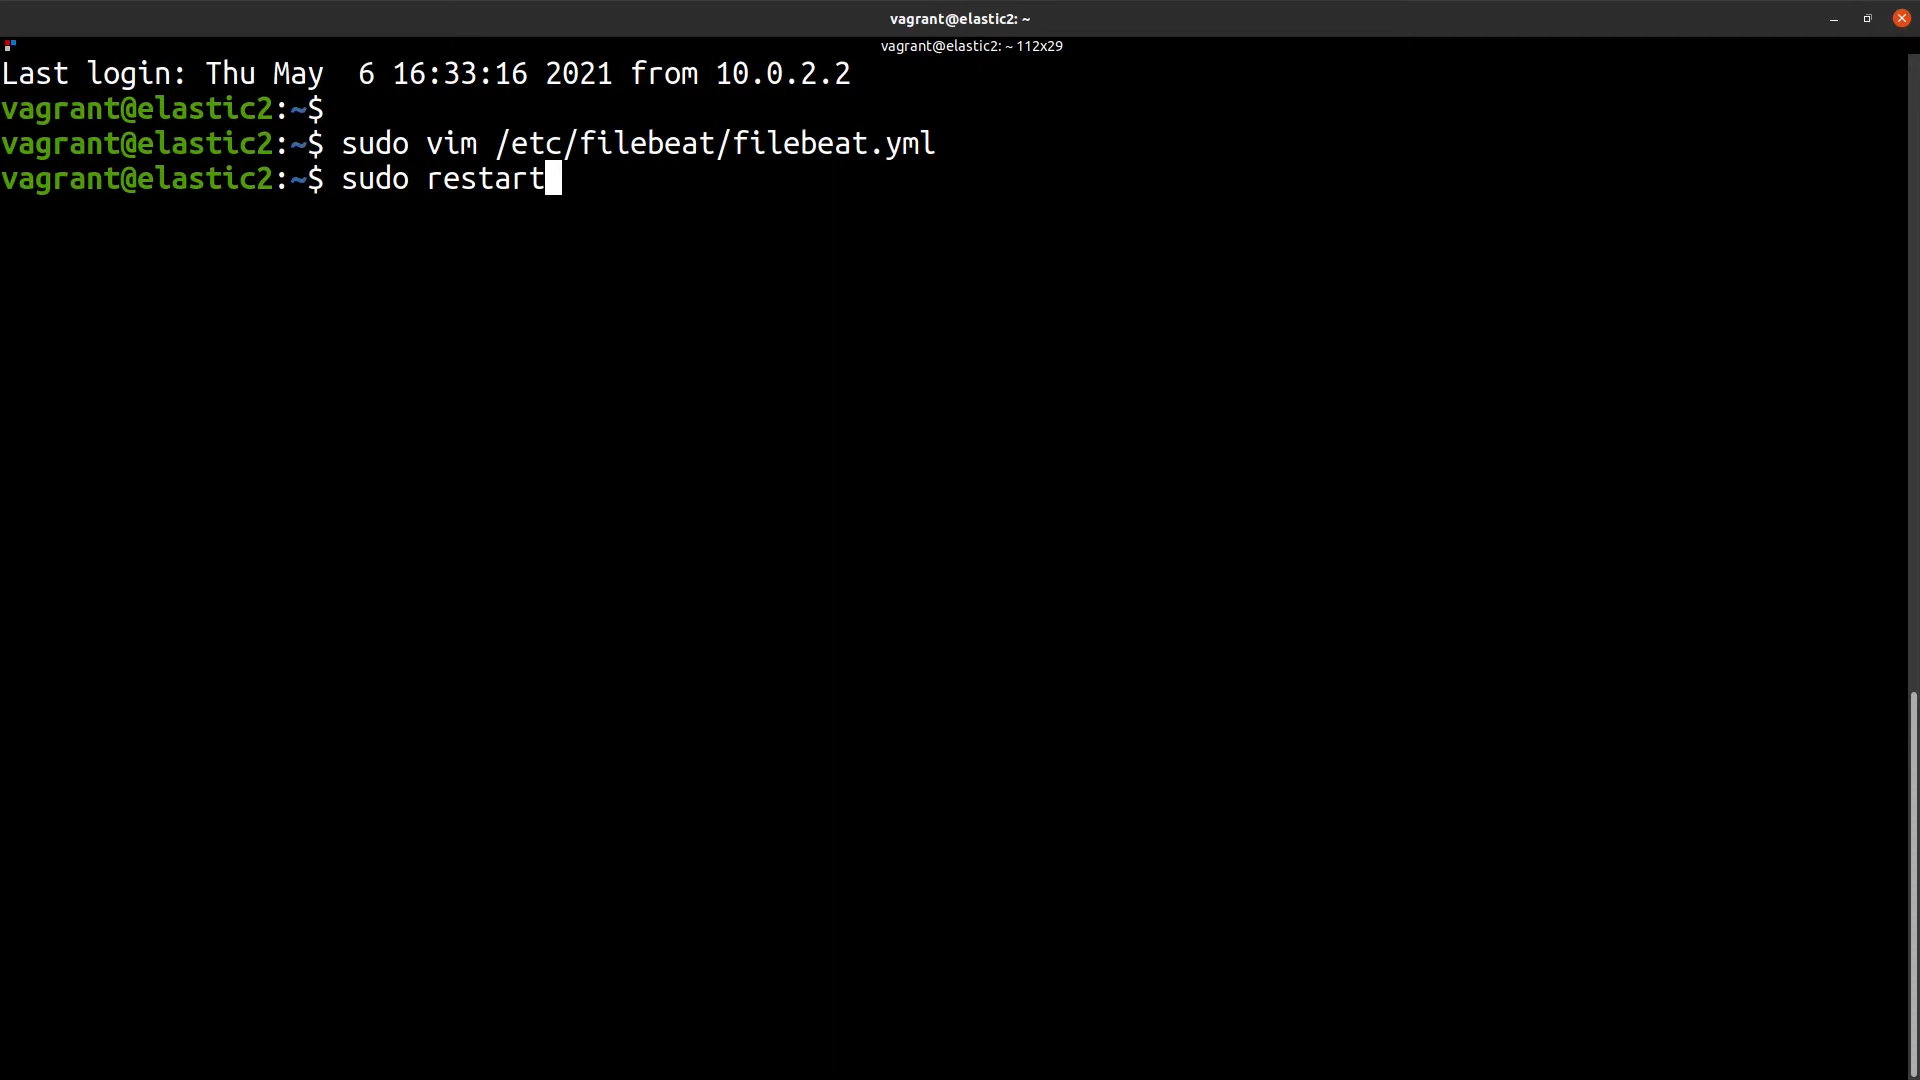 vagrant@elastic2: ~
vagrant@elastic2: ~ 112x29
Last login: Thu May  6 16:33:16 2021 from 10.0.2.2
vagrant@elastic2:~$
vagrant@elastic2:~$ sudo vim /etc/filebeat/filebeat.yml
vagrant@elastic2:~$ sudo restart